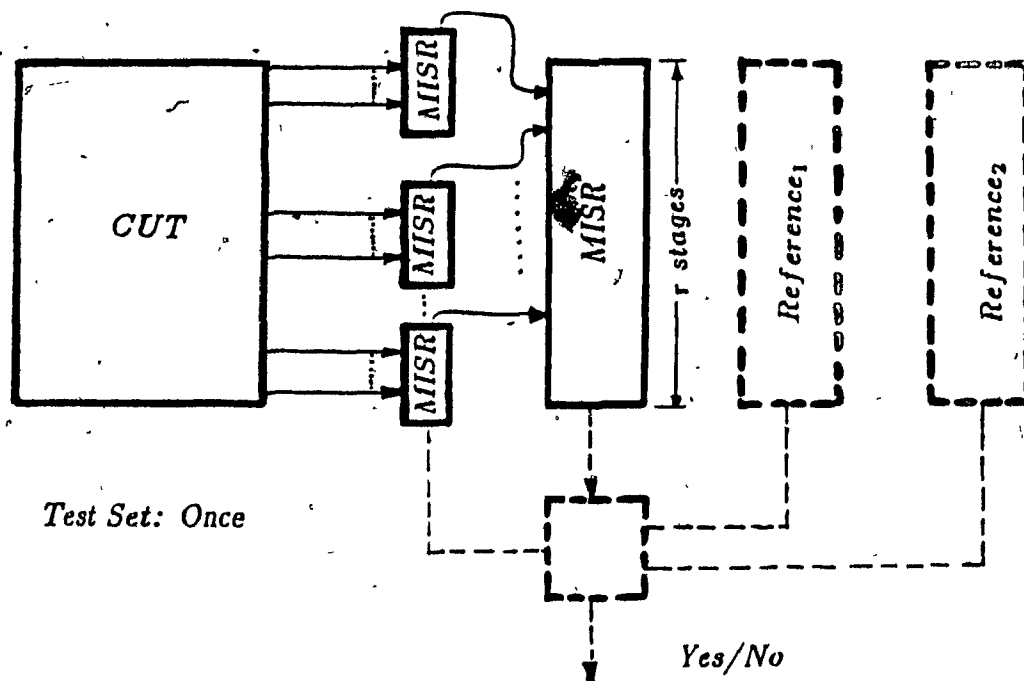 MISR
CUT
MISR
MISR
MISR
r stages
Reference1
Reference2
Test Set: Once
Yes/No